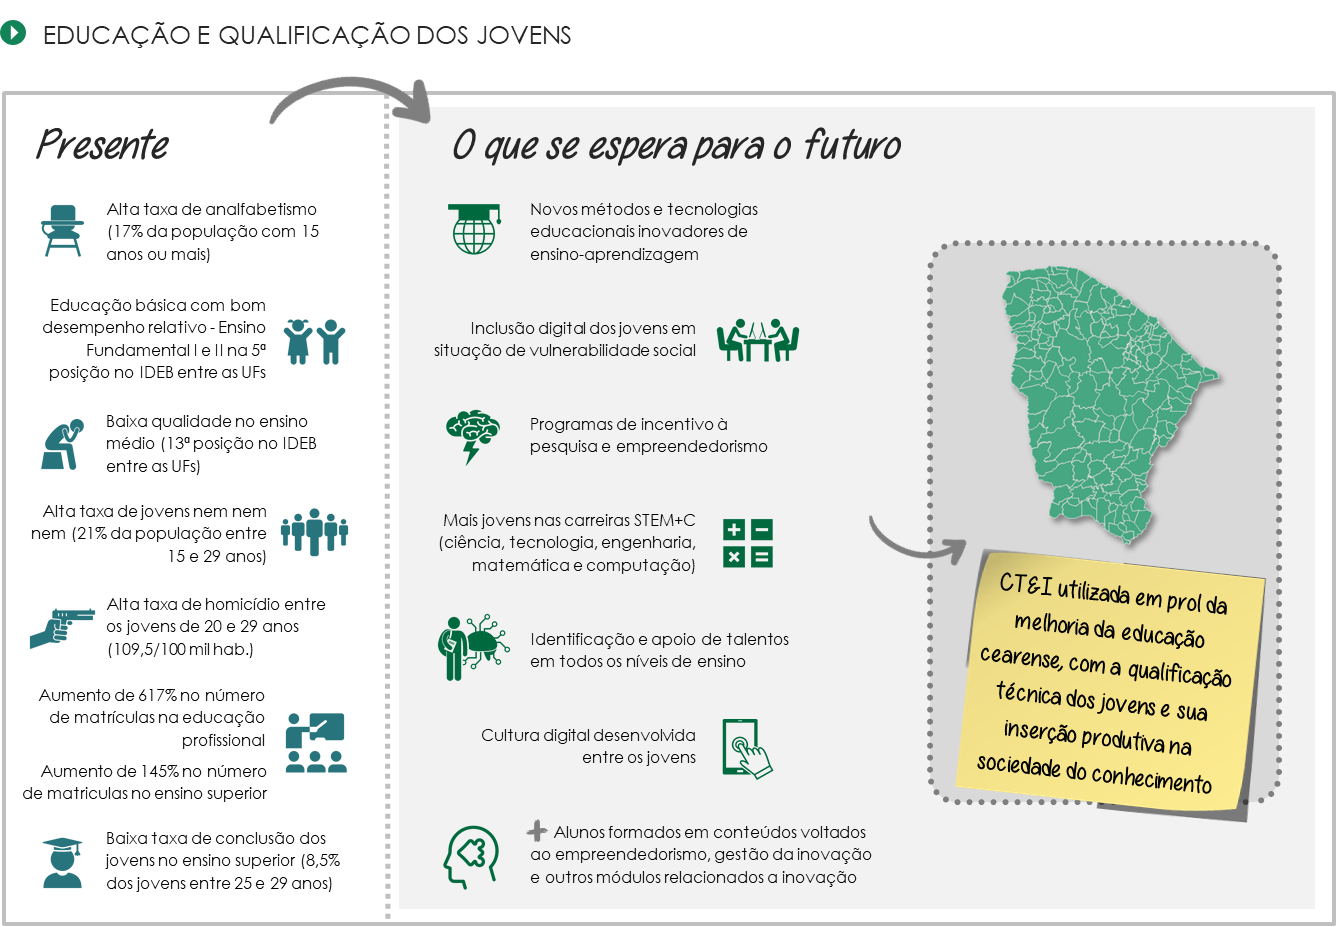 EDUCAÇÃO E QUALIFICAÇÃO DOS JOVENS
Presente
Alta taxa de analfabetismo
(17% da população com 15
anos ou mais)
Educação básica com bom
desempenho relativo - Ensino
Fundamental I e II na 5ª
posição no IDEB entre as UFs
Baixa qualidade no ensino
médio (13ª posição no IDEB
entre as UFs)
Alta taxa de jovens nem nem
nem (21% da população entre
15 e 29 anos)
Alta taxa de homicídio entre
os jovens de 20 e 29 anos
(109,5/100 mil hab.)
Aumento de 617% no número
de matrículas na educação
profissional
Aumento de 145% no número
de matriculas no ensino superior
Baixa taxa de conclusão dos
jovens no ensino superior (8,5%
dos jovens entre 25 e 29 anos)
O que se espera para o futuro
Novos métodos e tecnologias
educacionais inovadores de
ensino-aprendizagem
Inclusão digital dos jovens em
situação de vulnerabilidade social
Programas de incentivo à
pesquisa e empreendedorismo
Mais jovens nas carreiras STEM+C
(ciência, tecnologia, engenharia,
matemática e computação)
Identificação e apoio de talentos
em todos os níveis de ensino
Cultura digital desenvolvida
entre os jovens
+ Alunos formados em conteúdos voltados
ao empreendedorismo, gestão da inovação
e outros módulos relacionados a inovação
CT&I utilizada em prol da
melhoria da educação
cearense, com a qualificação
técnica dos jovens e sua
inserção produtiva na
sociedade do conhecimento